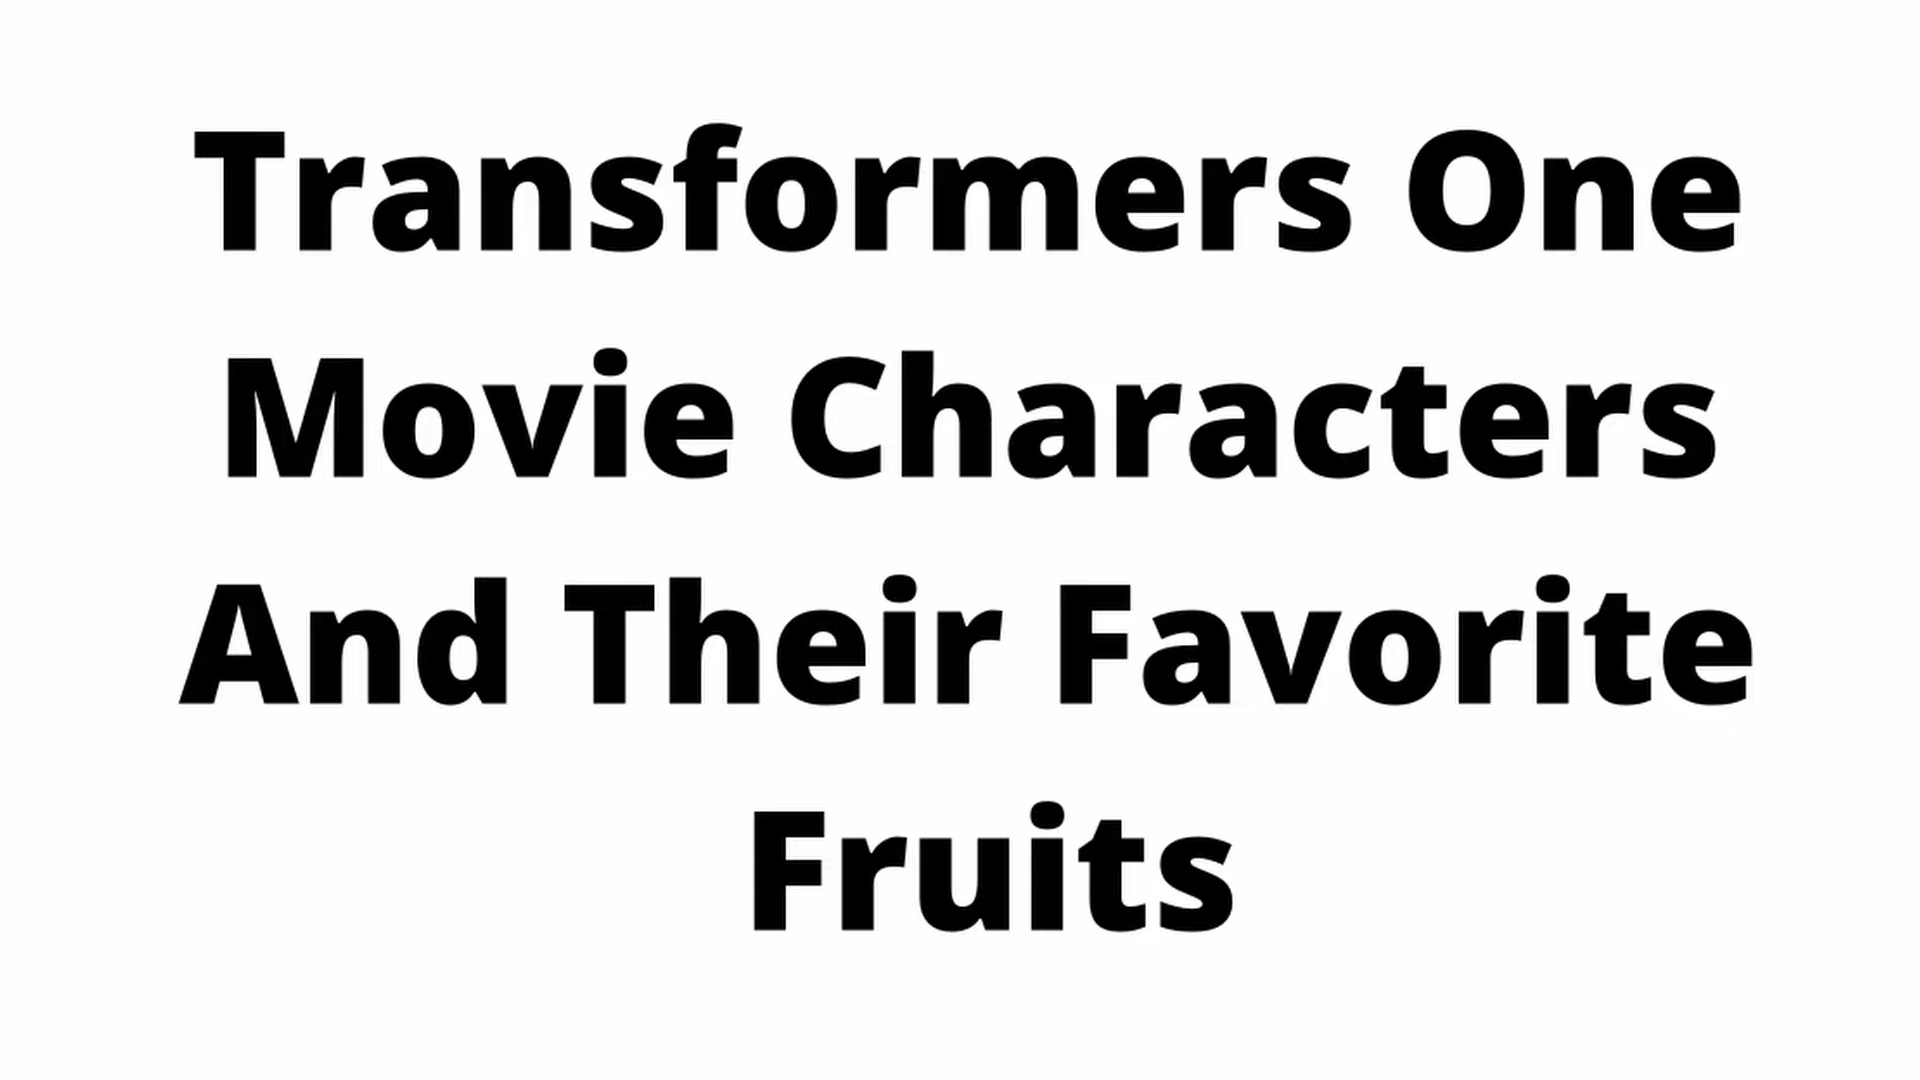 Transformers One
Movie Characters
And Their Favorite
Fruits